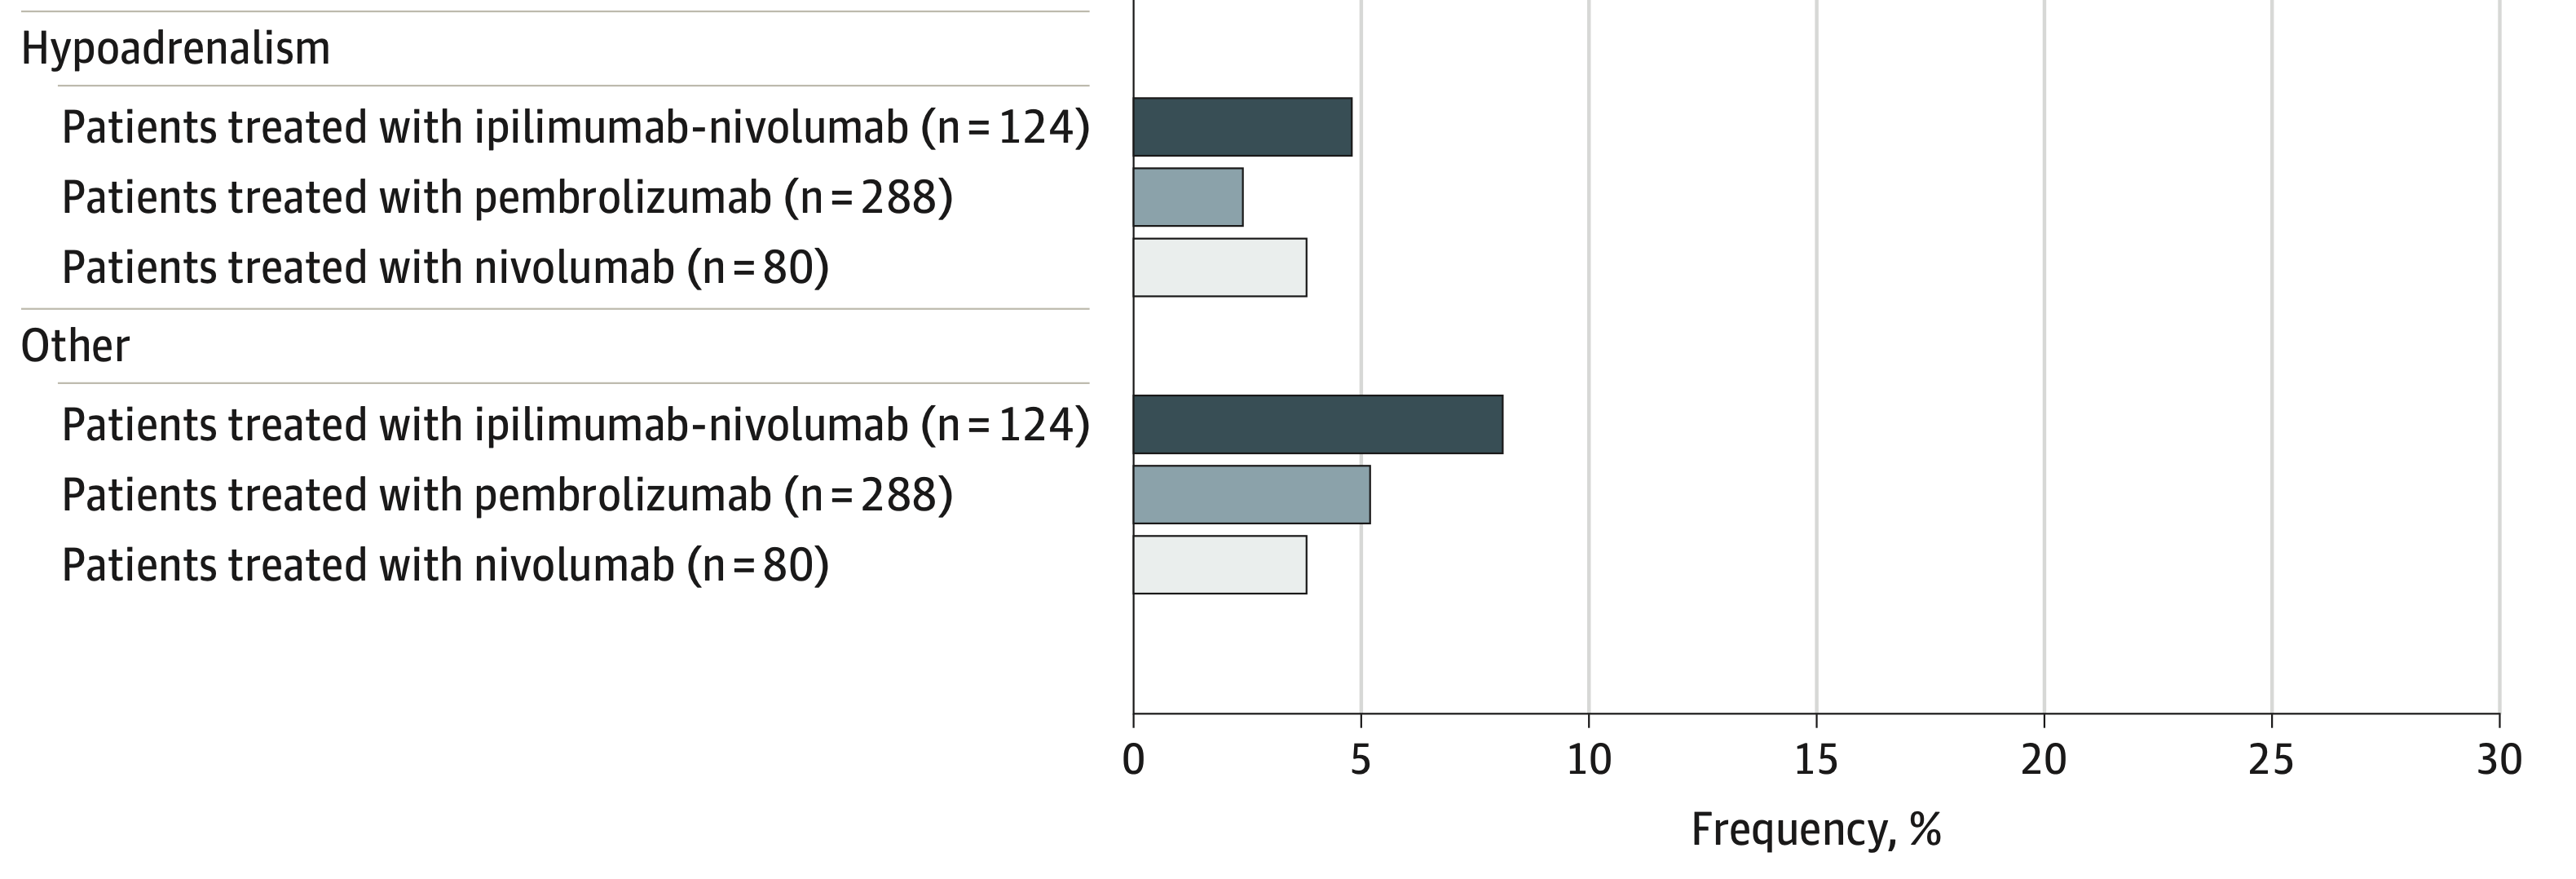 Hypoadrenalism
Patients treated with ipilimumab-nivolumab (n = 124)
Patients treated with pembrolizumab (n = 288)
Patients treated with nivolumab (n = 80)
Other
Patients treated with ipilimumab-nivolumab (n = 124)
Patients treated with pembrolizumab (n = 288)
Patients treated with nivolumab (n = 80)
0 5 10 15 20 25 30
Frequency, %